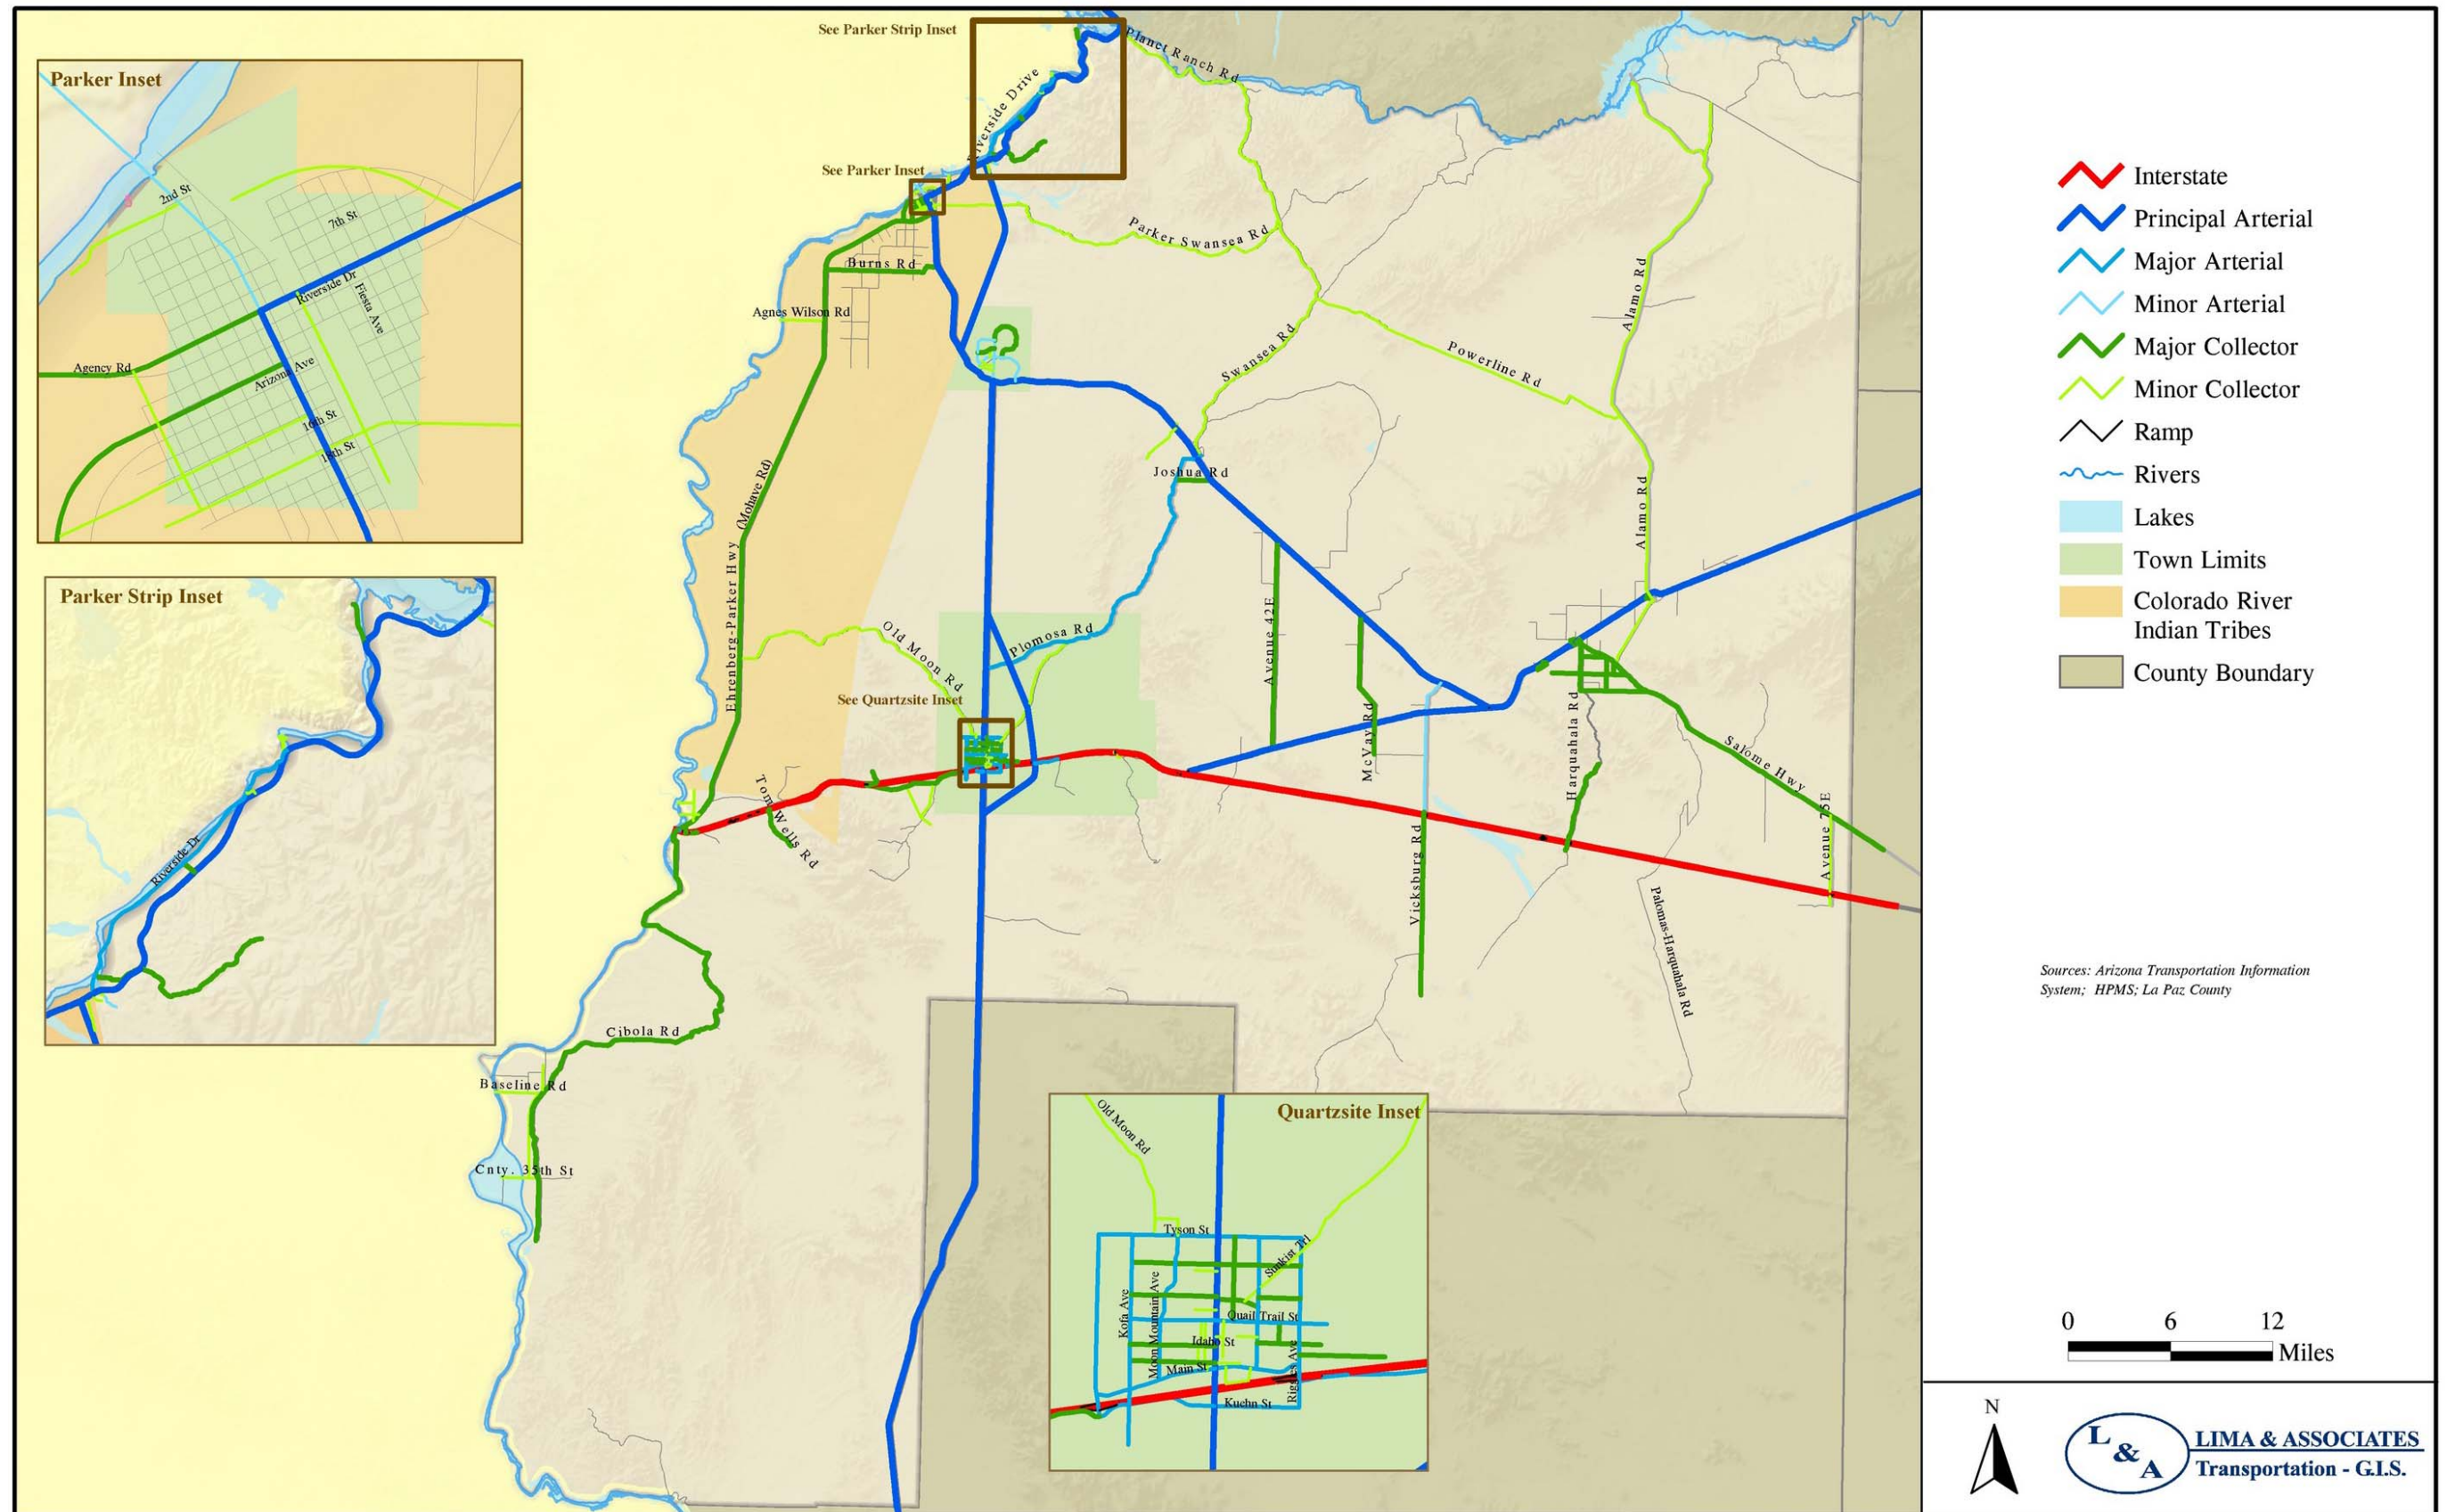 See Parker Strip Inset
Planet Ranch Rd
Riverside Drive
See Parker Inset
Parker Swansea Rd
Burns Rd
Agnes Wilson Rd
Alamo Rd
Swansea Rd
Powerline Rd
Joshua Rd
(Mohave Rd)
Ehrenberg-Parker Hwy
Alamo Rd
Old Moon Rd
Plomosa Rd
Avenue 42E
See Quartzsite Inset
McVay Rd
Harquahala Rd
Salome Hwy
Tom Wells Rd
Vicksburg Rd
Avenue 75E
Palomas-Harquahala Rd
Cibola Rd
Baseline Rd
Cnty. 35th St
Parker Inset
2nd St
7th St
Riverside Dr
Fiesta Ave
Agency Rd
Arizona Ave
16th St
18th St
Parker Strip Inset
Riverside Dr
Quartzsite Inset
Old Moon Rd
Tyson St
Sunkist Trl
Kofa Ave
Moon Mountain Ave
Quail Trail St
Idaho St
Main St
Riggles Ave
Kuehn St
Interstate
Principal Arterial
Major Arterial
Minor Arterial
Major Collector
Minor Collector
Ramp
Rivers
Lakes
Town Limits
Colorado River
Indian Tribes
County Boundary
Sources: Arizona Transportation Information
System; HPMS; La Paz County
0 6 12
Miles
N
L & A
LIMA & ASSOCIATES
Transportation - G.I.S.